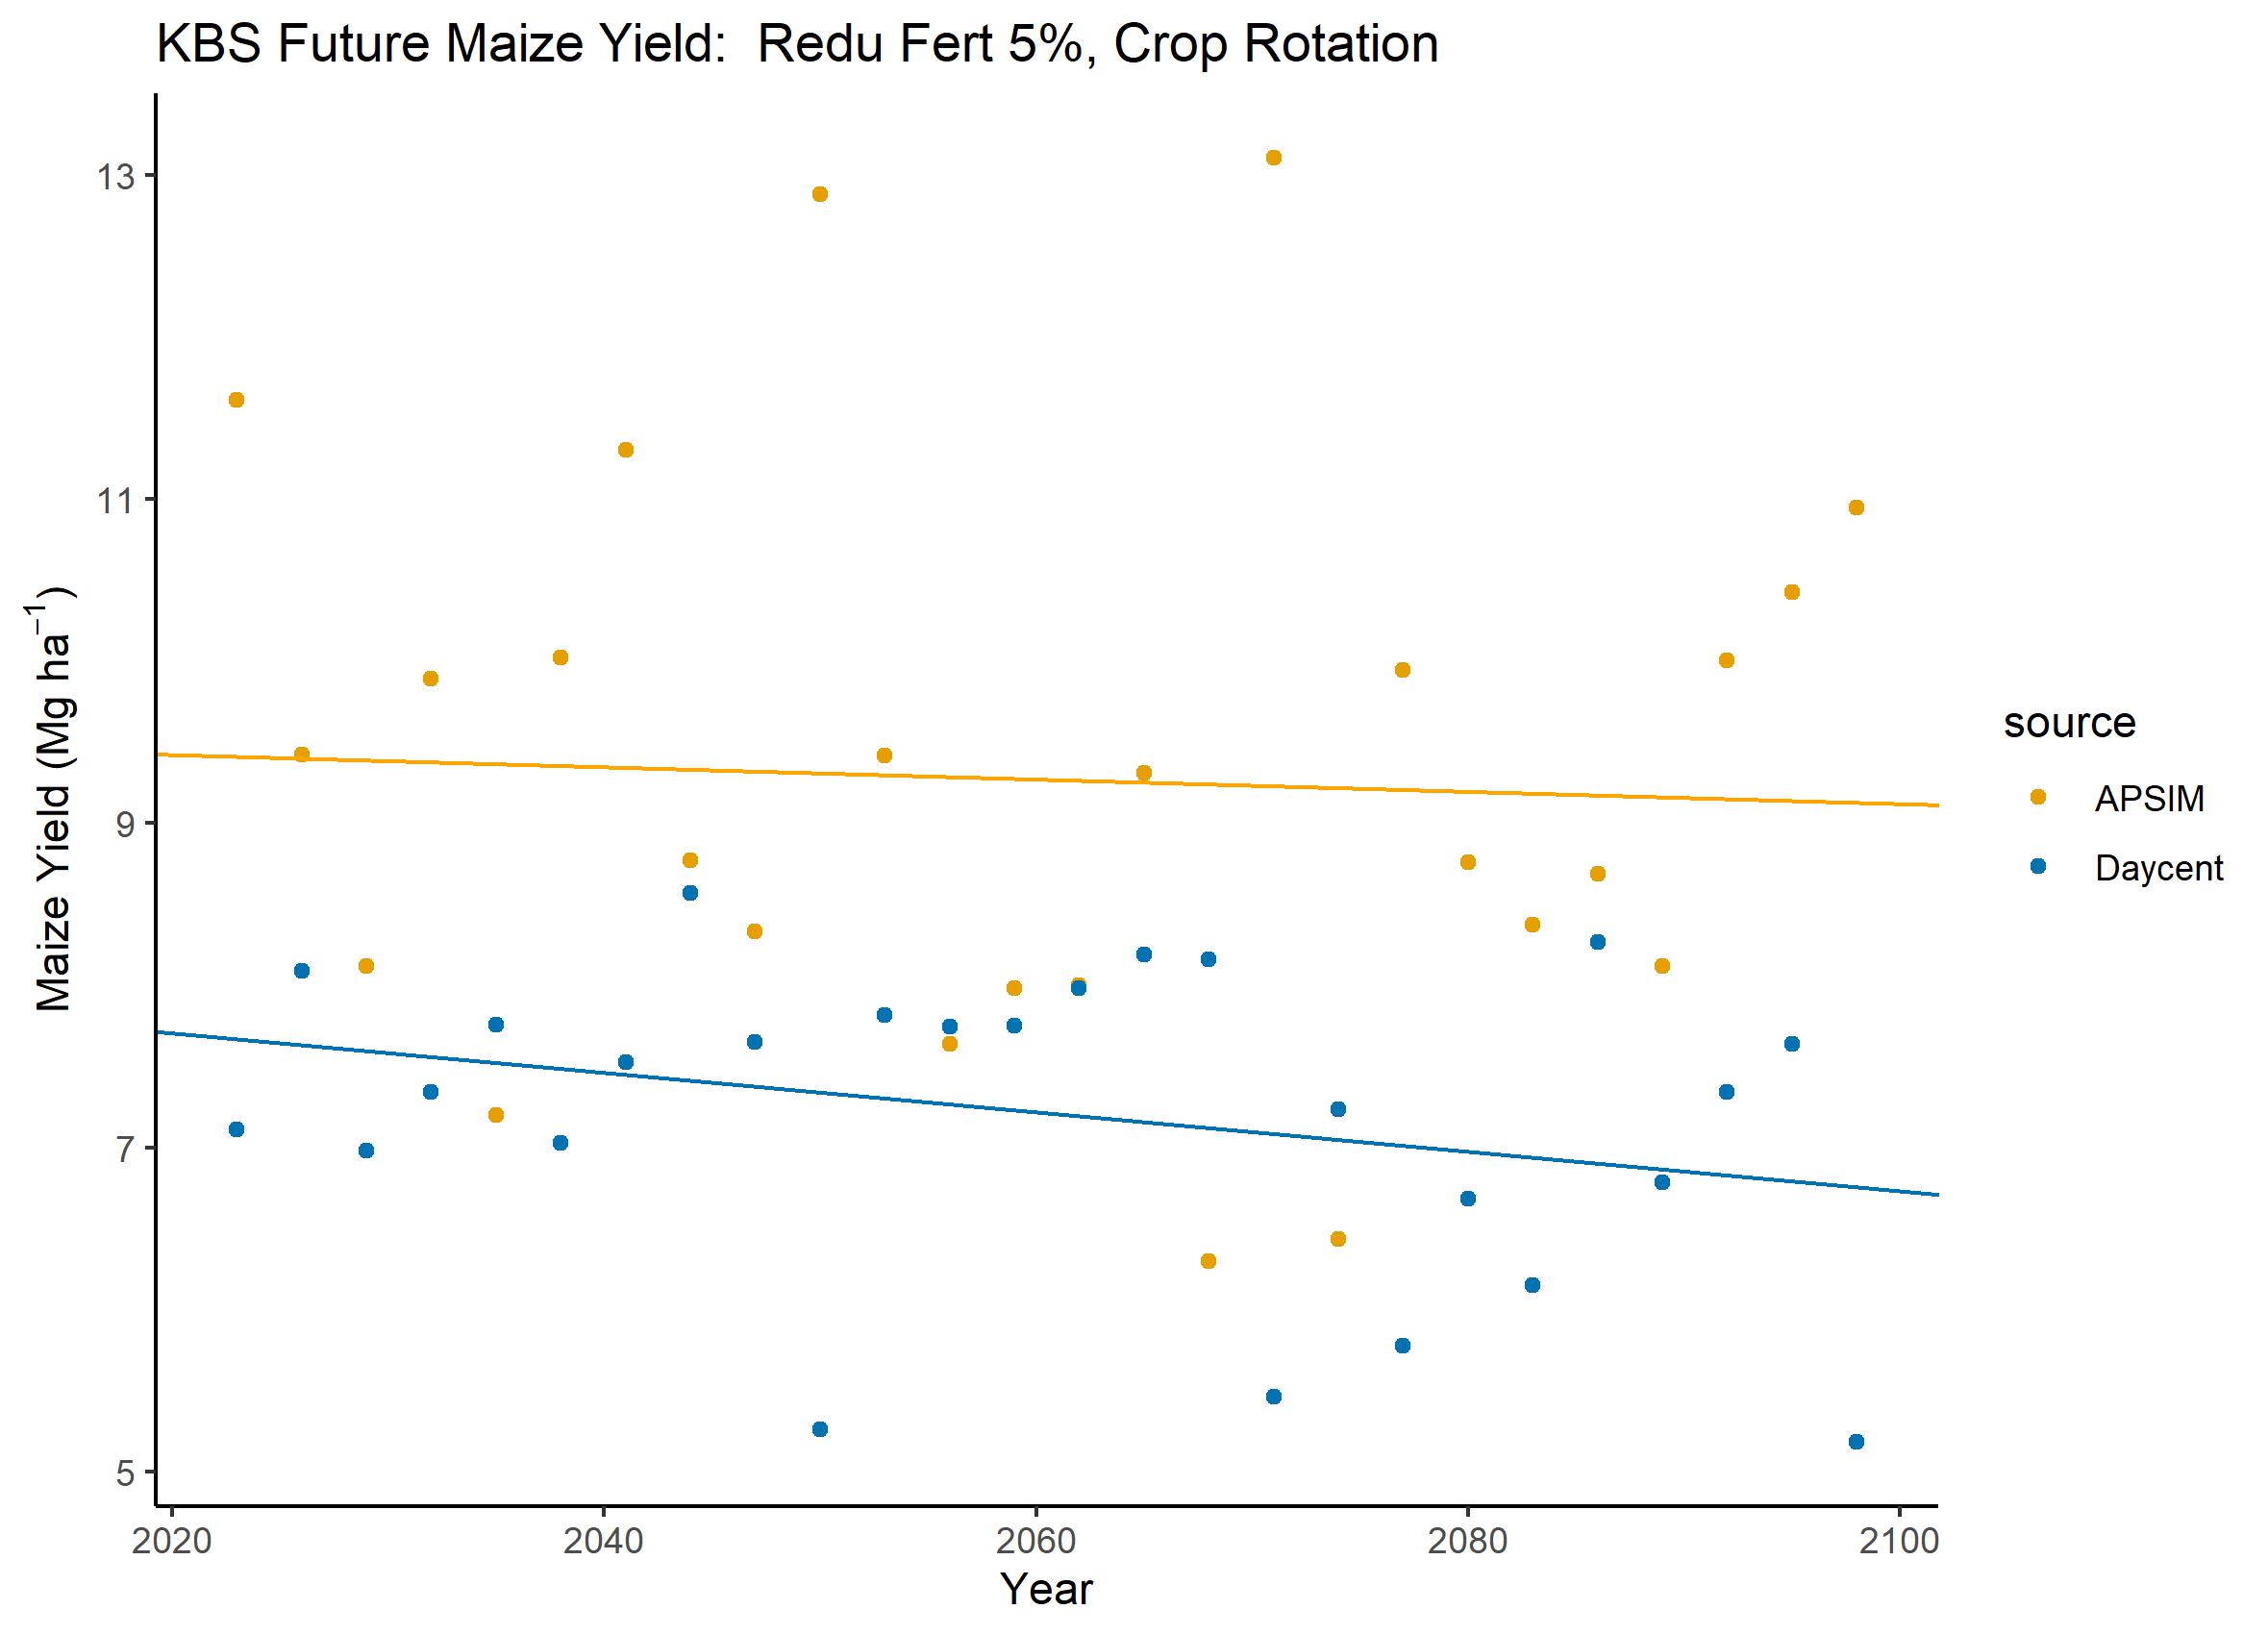 KBS Future Maize Yield:  Redu Fert 5%, Crop Rotation
Maize Yield (Mg ha⁻¹)
13
11
9
7
5
2020 2040 2060 2080 2100
Year
source
APSIM
Daycent